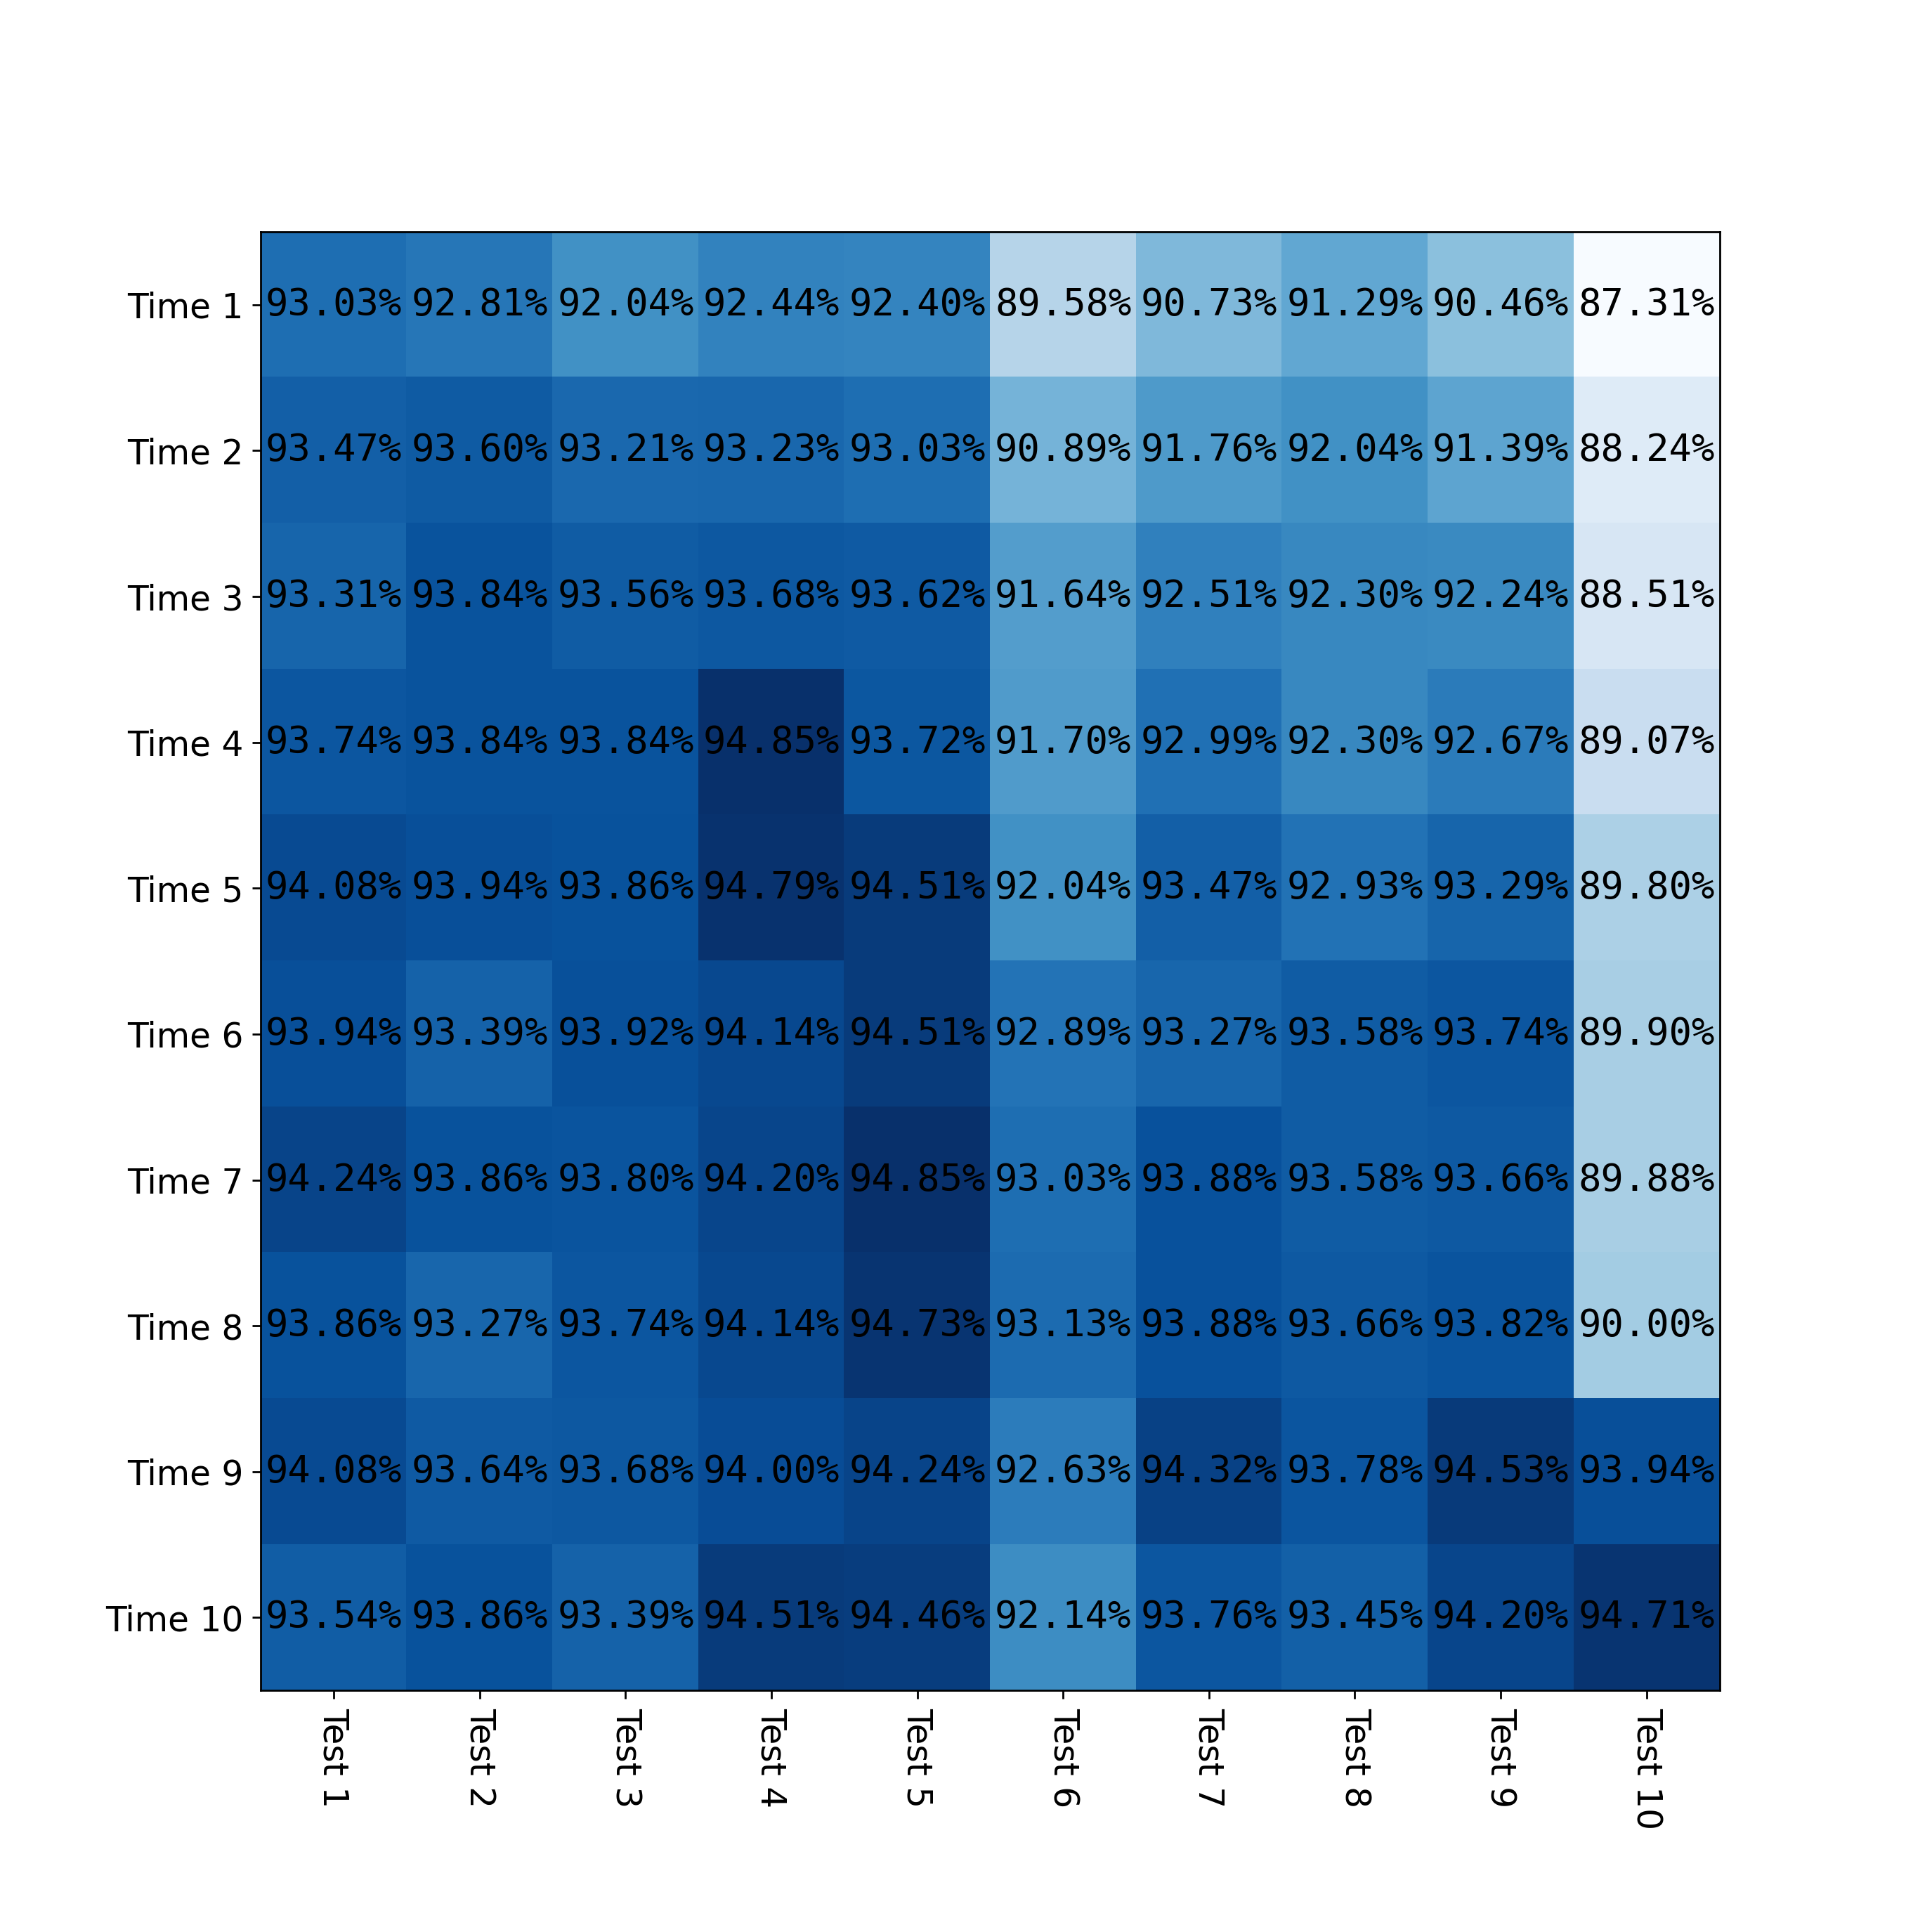 Time 1 93.03% 92.81% 92.04% 92.44% 92.40% 89.58% 90.73% 91.29% 90.46% 87.31%
Time 2 93.47% 93.60% 93.21% 93.23% 93.03% 90.89% 91.76% 92.04% 91.39% 88.24%
Time 3 93.31% 93.84% 93.56% 93.68% 93.62% 91.64% 92.51% 92.30% 92.24% 88.51%
Time 4 93.74% 93.84% 93.84% 94.85% 93.72% 91.70% 92.99% 92.30% 92.67% 89.07%
Time 5 94.08% 93.94% 93.86% 94.79% 94.51% 92.04% 93.47% 92.93% 93.29% 89.80%
Time 6 93.94% 93.39% 93.92% 94.14% 94.51% 92.89% 93.27% 93.58% 93.74% 89.90%
Time 7 94.24% 93.86% 93.80% 94.20% 94.85% 93.03% 93.88% 93.58% 93.66% 89.88%
Time 8 93.86% 93.27% 93.74% 94.14% 94.73% 93.13% 93.88% 93.66% 93.82% 90.00%
Time 9 94.08% 93.64% 93.68% 94.00% 94.24% 92.63% 94.32% 93.78% 94.53% 93.94%
Time 10 93.54% 93.86% 93.39% 94.51% 94.46% 92.14% 93.76% 93.45% 94.20% 94.71%
Test 1 Test 2 Test 3 Test 4 Test 5 Test 6 Test 7 Test 8 Test 9 Test 10